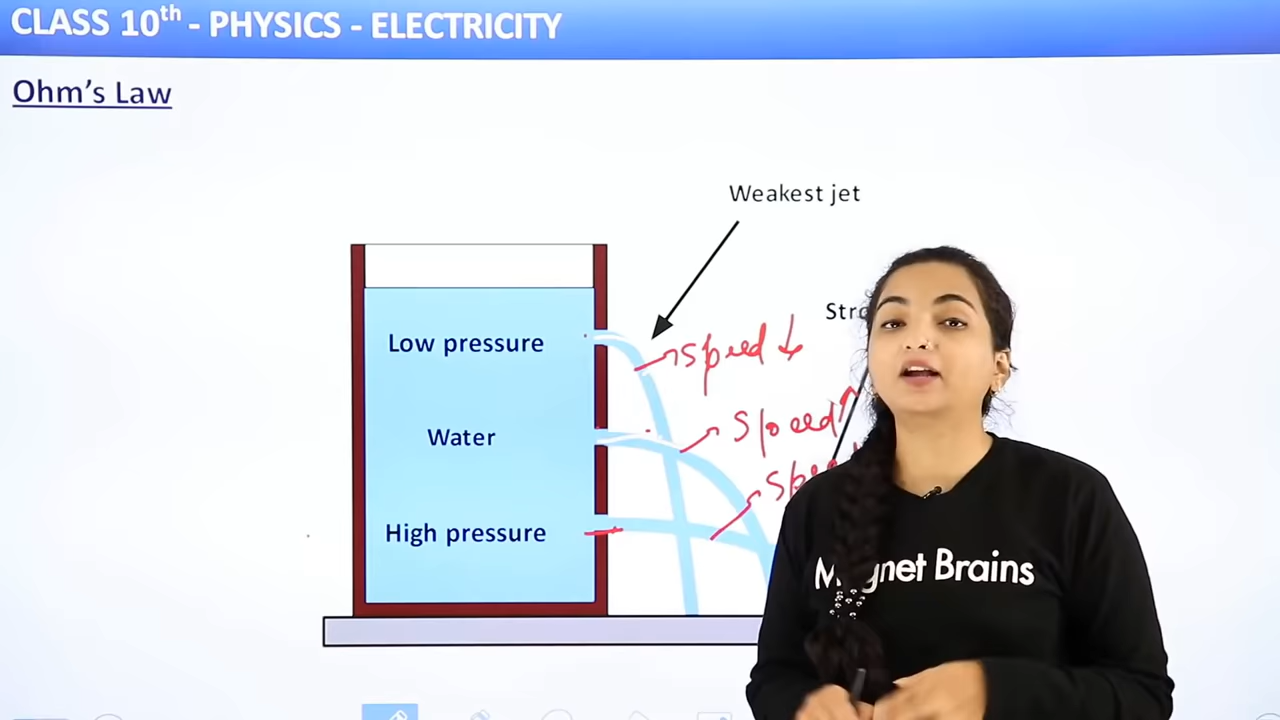 CLASS 10th - PHYSICS - ELECTRICITY
Ohm's Law
Weakest jet
Low pressure
speed ↓
Water
speed ↑
High pressure
Magnet Brains